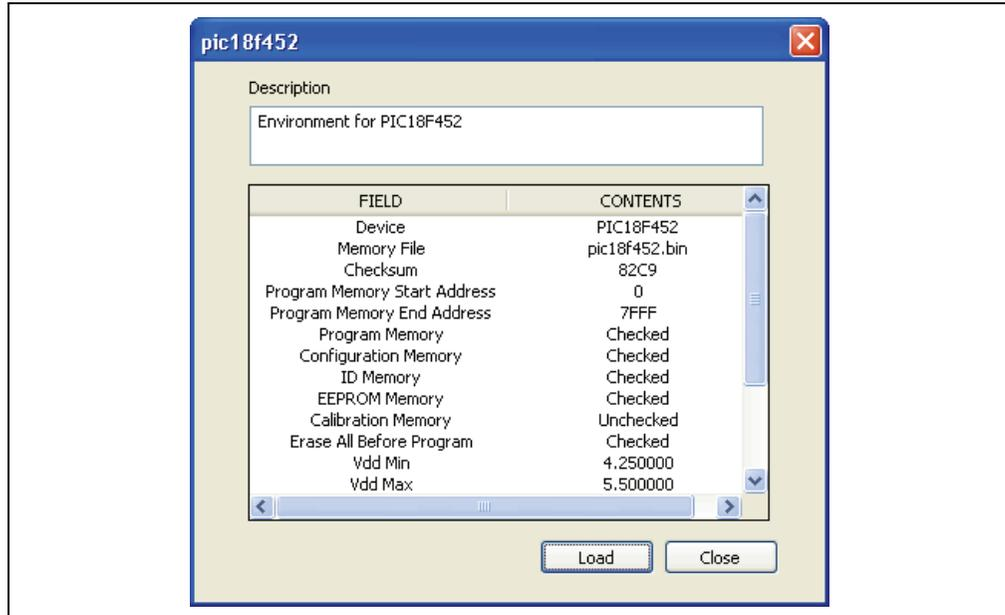 pic18f452
Description
Environment for PIC18F452
FIELD CONTENTS
Device PIC18F452
Memory File pic18f452.bin
Checksum 82C9
Program Memory Start Address 0
Program Memory End Address 7FFF
Program Memory Checked
Configuration Memory Checked
ID Memory Checked
EEPROM Memory Checked
Calibration Memory Unchecked
Erase All Before Program Checked
Vdd Min 4.250000
Vdd Max 5.500000
Load Close